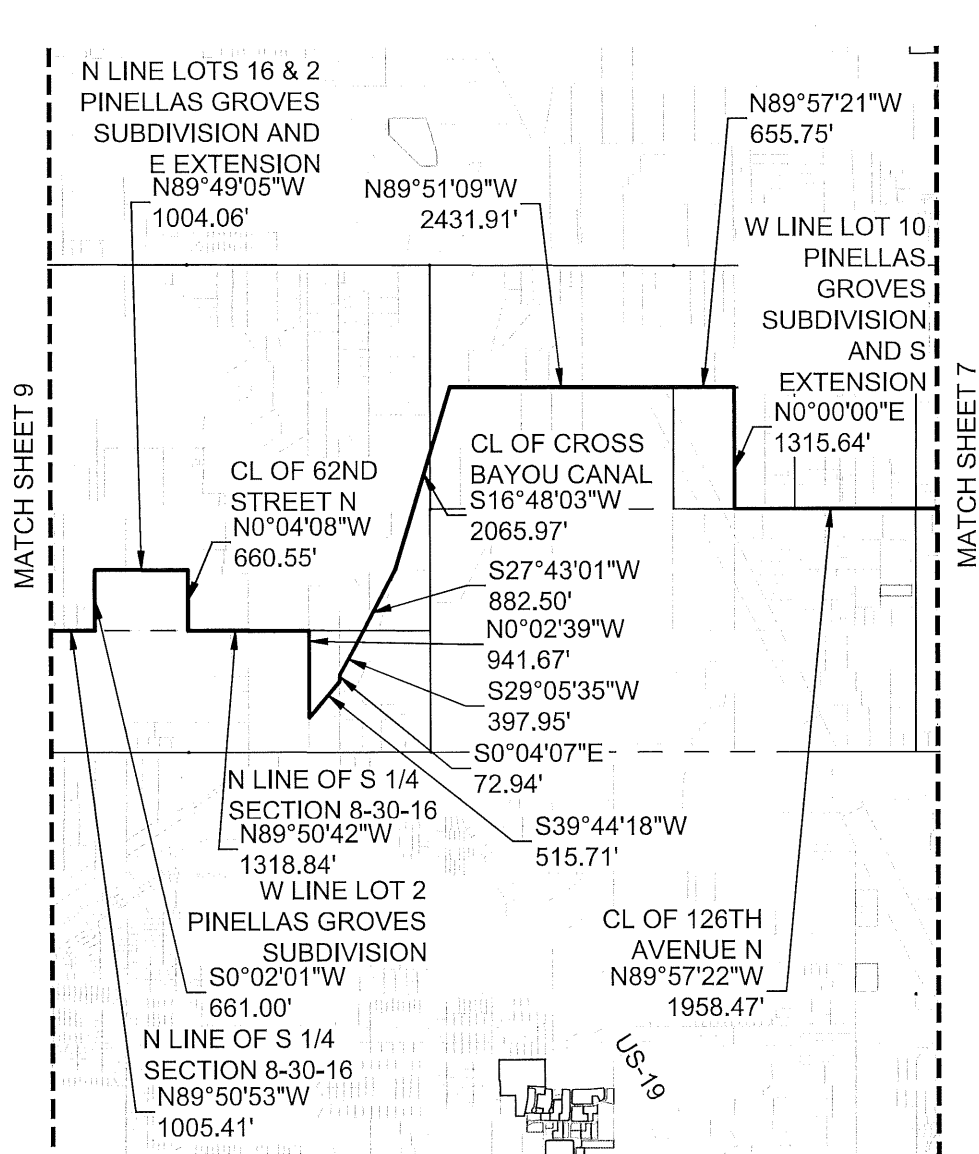 N LINE LOTS 16 & 2
PINELLAS GROVES
SUBDIVISION AND
E EXTENSION
N89°49'05"W
1004.06'
N89°51'09"W
2431.91'
N89°57'21"W
655.75'
W LINE LOT 10
PINELLAS
GROVES
SUBDIVISION
AND S
EXTENSION
N0°00'00"E
1315.64'
MATCH SHEET 9
MATCH SHEET 7
CL OF 62ND
STREET N
N0°04'08"W
660.55'
CL OF CROSS
BAYOU CANAL
S16°48'03"W
2065.97'
S27°43'01"W
882.50'
N0°02'39"W
941.67'
S29°05'35"W
397.95'
S0°04'07"E
72.94'
S39°44'18"W
515.71'
N LINE OF S 1/4
SECTION 8-30-16
N89°50'42"W
1318.84'
W LINE LOT 2
PINELLAS GROVES
SUBDIVISION
S0°02'01"W
661.00'
CL OF 126TH
AVENUE N
N89°57'22"W
1958.47'
N LINE OF S 1/4
SECTION 8-30-16
N89°50'53"W
1005.41'
US-19